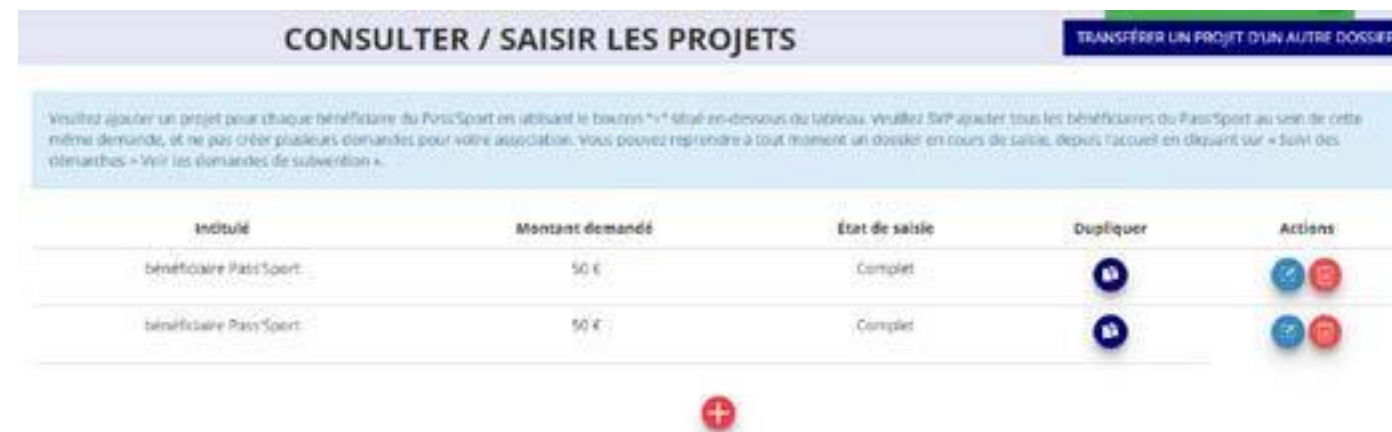 CONSULTER / SAISIR LES PROJETS
TRANSFÉRER UN PROJET D'UN AUTRE DOSSIER
Veuillez ajouter un projet pour chaque bénéficiaire du Pass'Sport en utilisant le bouton "+" situé en-dessous du tableau. Veuillez SVP ajouter tous les bénéficiaires du Pass'Sport au sein de cette
même demande, et ne pas créer plusieurs demandes pour votre association. Vous pouvez reprendre à tout moment un dossier en cours de saisie, depuis l'accueil en cliquant sur « Suivi des
démarches > Voir les demandes de subvention ».
Intitulé Montant demandé État de saisie Dupliquer Actions
bénéficiaire Pass'Sport 50 € Complet
bénéficiaire Pass'Sport 50 € Complet